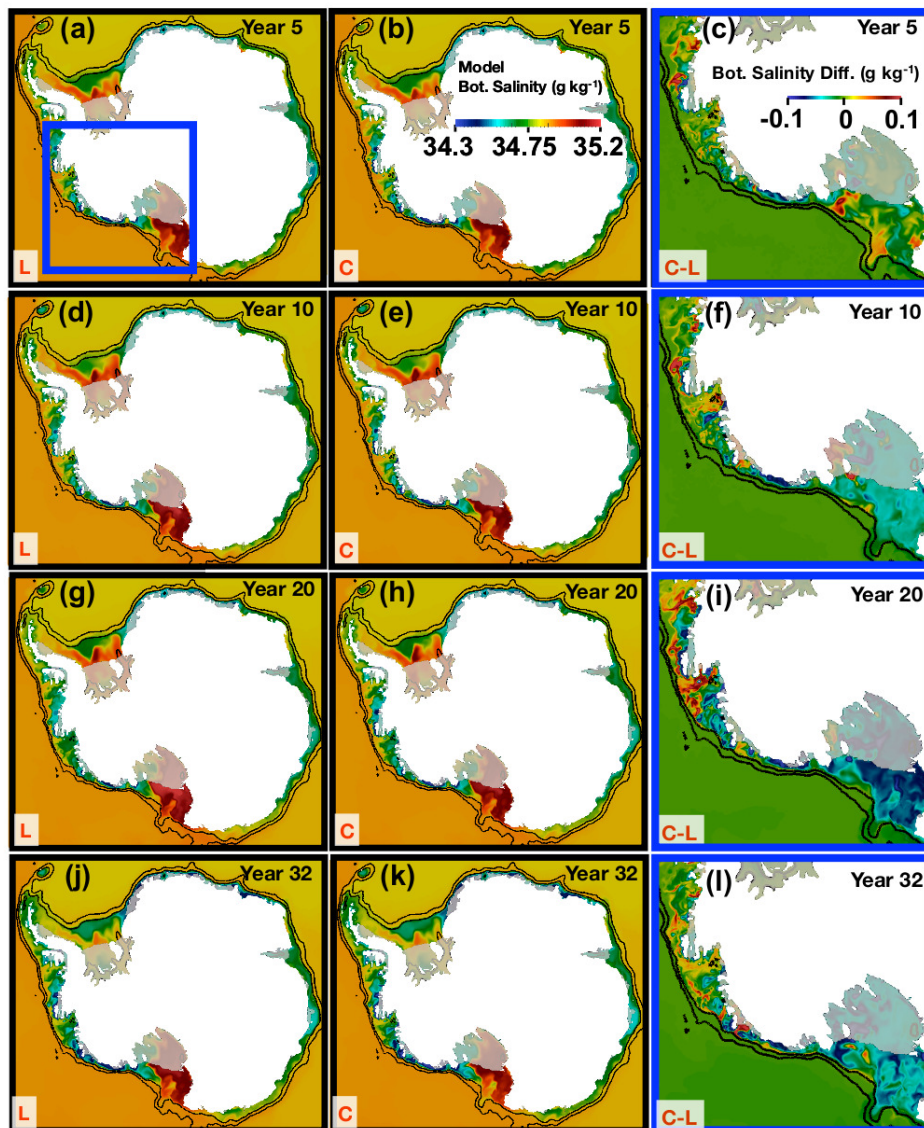 (a)
Year 5
L
(b)
Year 5
Model
Bot. Salinity (g kg⁻¹)
34.3 34.75 35.2
C
(c)
Year 5
Bot. Salinity Diff. (g kg⁻¹)
-0.1 0 0.1
C-L
(d)
Year 10
L
(e)
Year 10
C
(f)
Year 10
C-L
(g)
Year 20
L
(h)
Year 20
C
(i)
Year 20
C-L
(j)
Year 32
L
(k)
Year 32
C
(l)
Year 32
C-L